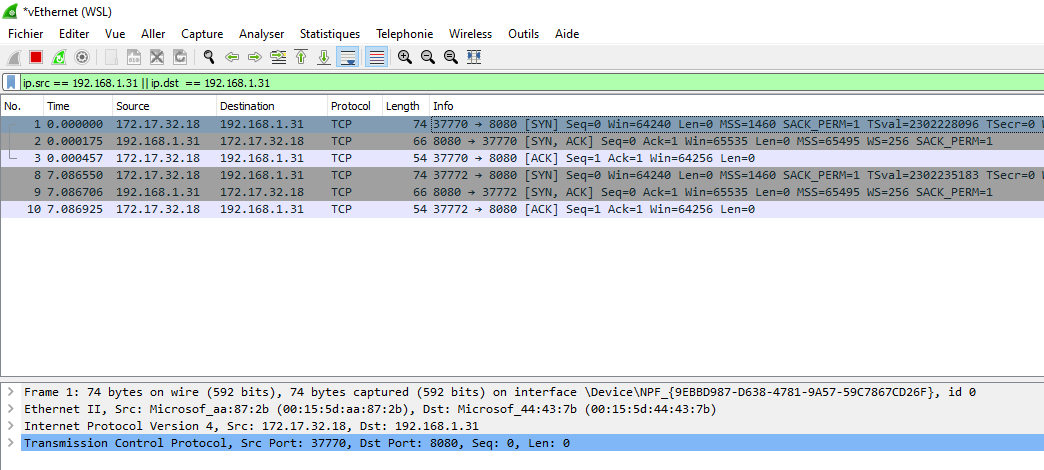 *vEthernet (WSL)
Fichier Editer Vue Aller Capture Analyser Statistiques Telephonie Wireless Outils Aide
ip.src == 192.168.1.31 || ip.dst == 192.168.1.31
No. Time Source Destination Protocol Length Info
1 0.000000 172.17.32.18 192.168.1.31 TCP 74 37770 → 8080 [SYN] Seq=0 Win=64240 Len=0 MSS=1460 SACK_PERM=1 TSval=2302228096 TSecr=0 W
2 0.000175 192.168.1.31 172.17.32.18 TCP 66 8080 → 37770 [SYN, ACK] Seq=0 Ack=1 Win=65535 Len=0 MSS=65495 WS=256 SACK_PERM=1
3 0.000457 172.17.32.18 192.168.1.31 TCP 54 37770 → 8080 [ACK] Seq=1 Ack=1 Win=64256 Len=0
8 7.086550 172.17.32.18 192.168.1.31 TCP 74 37772 → 8080 [SYN] Seq=0 Win=64240 Len=0 MSS=1460 SACK_PERM=1 TSval=2302235183 TSecr=0 W
9 7.086706 192.168.1.31 172.17.32.18 TCP 66 8080 → 37772 [SYN, ACK] Seq=0 Ack=1 Win=65535 Len=0 MSS=65495 WS=256 SACK_PERM=1
10 7.086925 172.17.32.18 192.168.1.31 TCP 54 37772 → 8080 [ACK] Seq=1 Ack=1 Win=64256 Len=0
Frame 1: 74 bytes on wire (592 bits), 74 bytes captured (592 bits) on interface \Device\NPF_{9EBBD987-D638-4781-9A57-59C7867CD26F}, id 0
Ethernet II, Src: Microsof_aa:87:2b (00:15:5d:aa:87:2b), Dst: Microsof_44:43:7b (00:15:5d:44:43:7b)
Internet Protocol Version 4, Src: 172.17.32.18, Dst: 192.168.1.31
Transmission Control Protocol, Src Port: 37770, Dst Port: 8080, Seq: 0, Len: 0